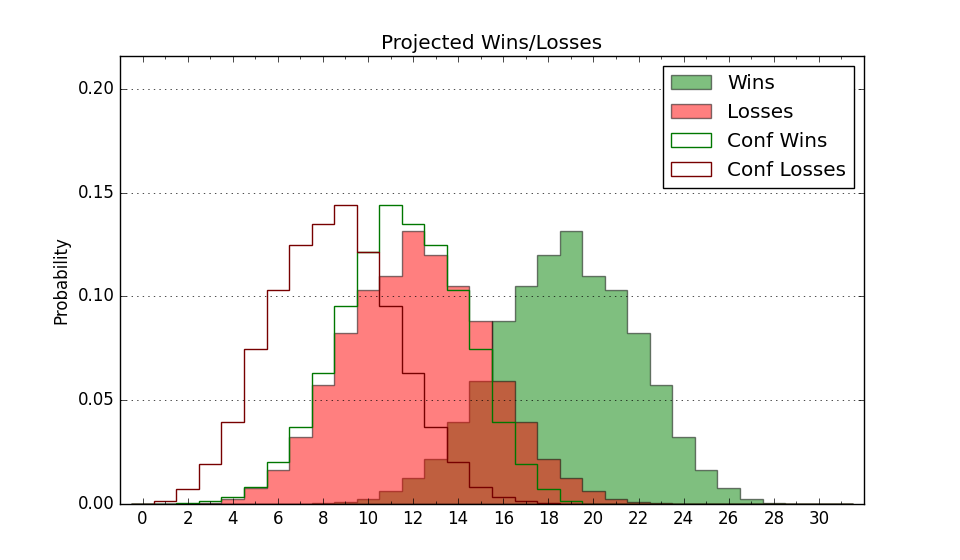 Projected Wins/Losses
Probability
0.20
0.15
0.10
0.05
0.00
0 2 4 6 8 10 12 14 16 18 20 22 24 26 28 30
Wins
Losses
Conf Wins
Conf Losses